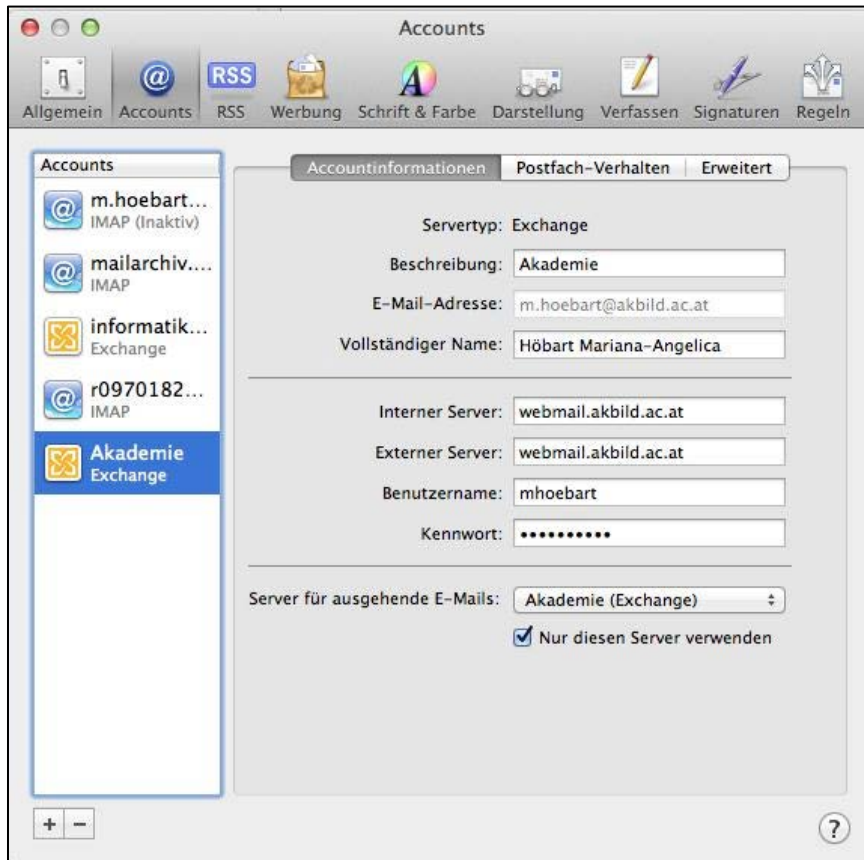 Accounts
RSS
Allgemein Accounts RSS Werbung Schrift & Farbe Darstellung Verfassen Signaturen Regeln
Accounts
m.hoebart...
IMAP (Inaktiv)
mailarchiv....
IMAP
informatik...
Exchange
r0970182...
IMAP
Akademie
Exchange
Accountinformationen Postfach-Verhalten Erweitert
Servertyp: Exchange
Beschreibung: Akademie
E-Mail-Adresse: m.hoebart@akbild.ac.at
Vollständiger Name: Höbart Mariana-Angelica
Interner Server: webmail.akbild.ac.at
Externer Server: webmail.akbild.ac.at
Benutzername: mhoebart
Kennwort: ••••••••••
Server für ausgehende E-Mails: Akademie (Exchange)
Nur diesen Server verwenden
+ − ?